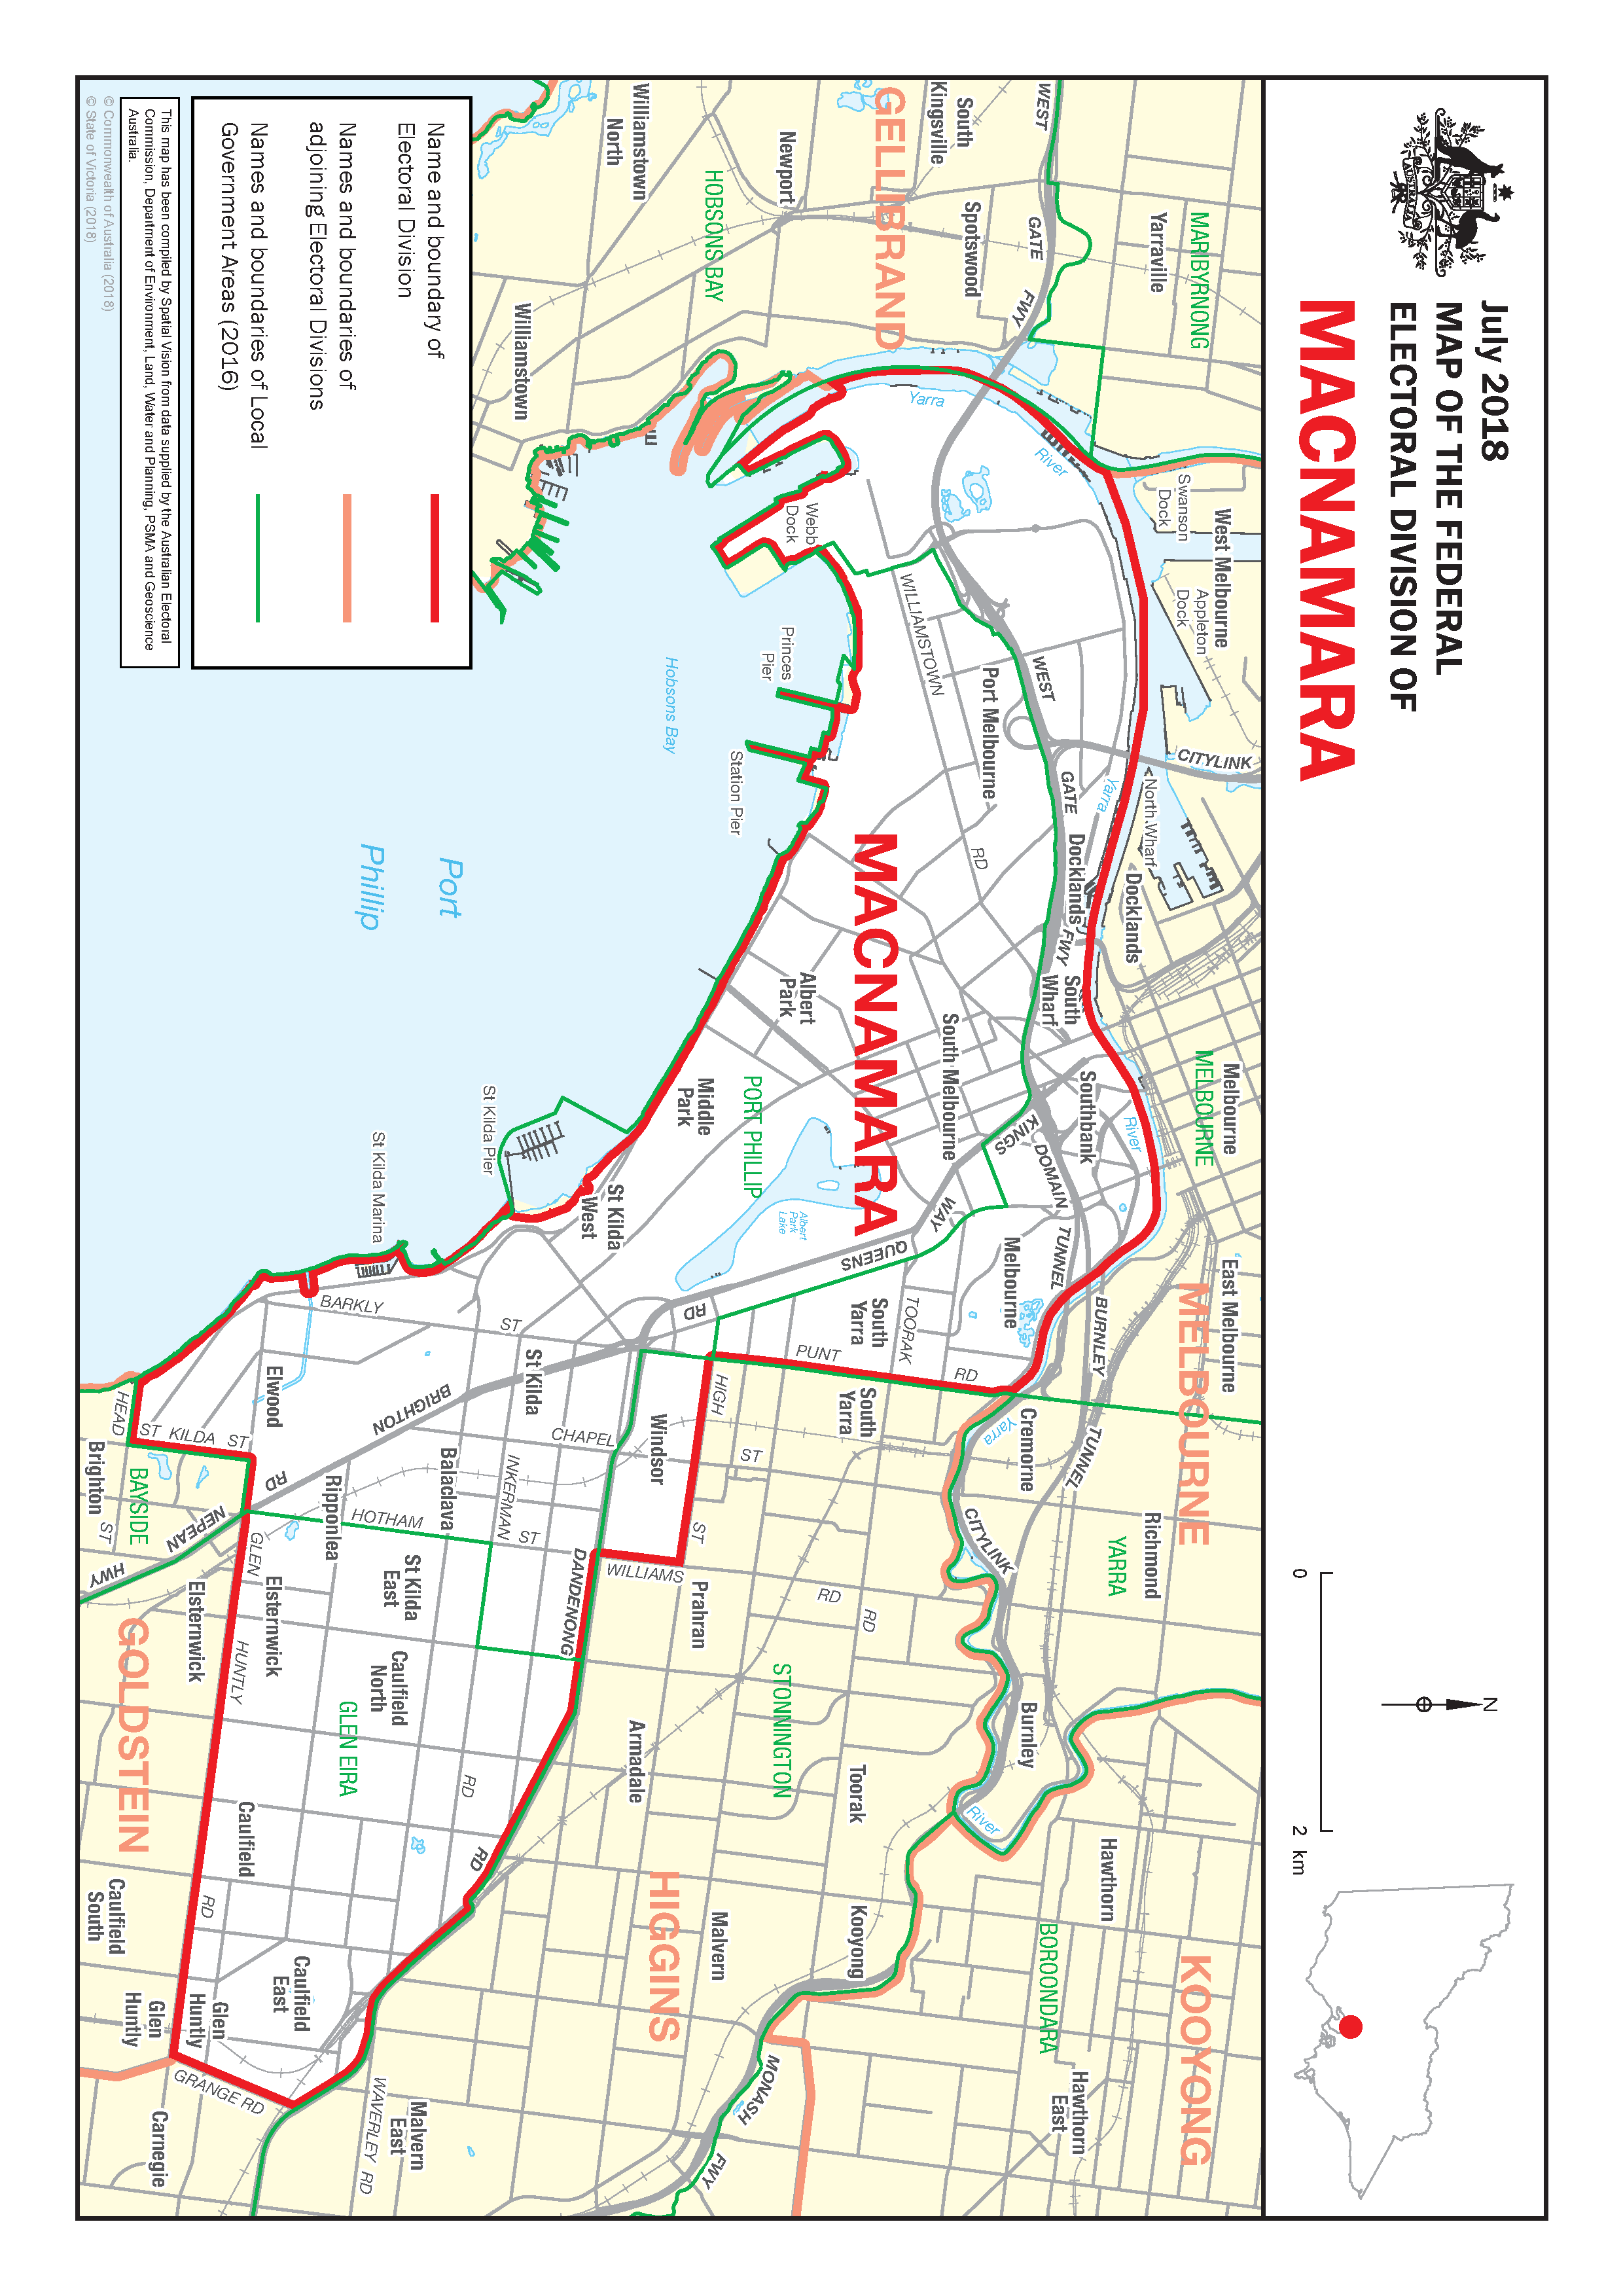 July 2018
MAP OF THE FEDERAL
ELECTORAL DIVISION OF
MACNAMARA
AUSTRALIA
0
2 km
N
MARIBYRNONG
Yarraville
WEST
GATE
FWY
South
Kingsville
Spotswood
GELLIBRAND
Newport
HOBSONS BAY
Williamstown
North
Williamstown
Yarra
River
Swanson
Dock
West Melbourne
Appleton
Dock
CITYLINK
North Wharf
Docklands
Yarra
Webb
Dock
WILLIAMSTOWN
RD
Port Melbourne
WEST
GATE
FWY
Docklands
South
Wharf
Princes
Pier
Station Pier
Hobsons Bay
Port
Phillip
MACNAMARA
Albert
Park
South Melbourne
Southbank
Melbourne
MELBOURNE
River
East Melbourne
MELBOURNE
KINGS
WAY
DOMAIN
TUNNEL
BURNLEY
TUNNEL
Middle
Park
PORT PHILLIP
Albert
Park
Lake
QUEENS
RD
Melbourne
South
Yarra
TOORAK
PUNT
RD
St Kilda Pier
St Kilda Marina
St Kilda
West
BARKLY
ST
St Kilda
Elwood
BRIGHTON
RD
HEAD
ST KILDA ST
Brighton
ST
BAYSIDE
NEPEAN
HWY
CHAPEL
Windsor
HIGH
ST
ST
South
Yarra
Yarra
Cremorne
CITYLINK
Richmond
YARRA
INKERMAN
ST
Balaclava
Ripponlea
HOTHAM
St Kilda
East
GLEN
HUNTLY
RD
Elsternwick
Elsternwick
GOLDSTEIN
DANDENONG
RD
WILLIAMS
Prahran
RD
RD
Caulfield
North
GLEN EIRA
RD
Armadale
STONNINGTON
Toorak
Burnley
River
Hawthorn
KOOYONG
BOROONDARA
Hawthorn
East
Kooyong
HIGGINS
Malvern
MONASH
FWY
Caulfield
Caulfield
South
Caulfield
East
Glen
Huntly
Glen
Huntly
GRANGE RD
Carnegie
Malvern
East
WAVERLEY RD
Name and boundary of
Electoral Division
Names and boundaries of
adjoining Electoral Divisions
Names and boundaries of Local
Government Areas (2016)
This map has been compiled by Spatial Vision from data supplied by the Australian Electoral
Commission, Department of Environment, Land, Water and Planning, PSMA and Geoscience
Australia.
© Commonwealth of Australia (2018)
© State of Victoria (2018)